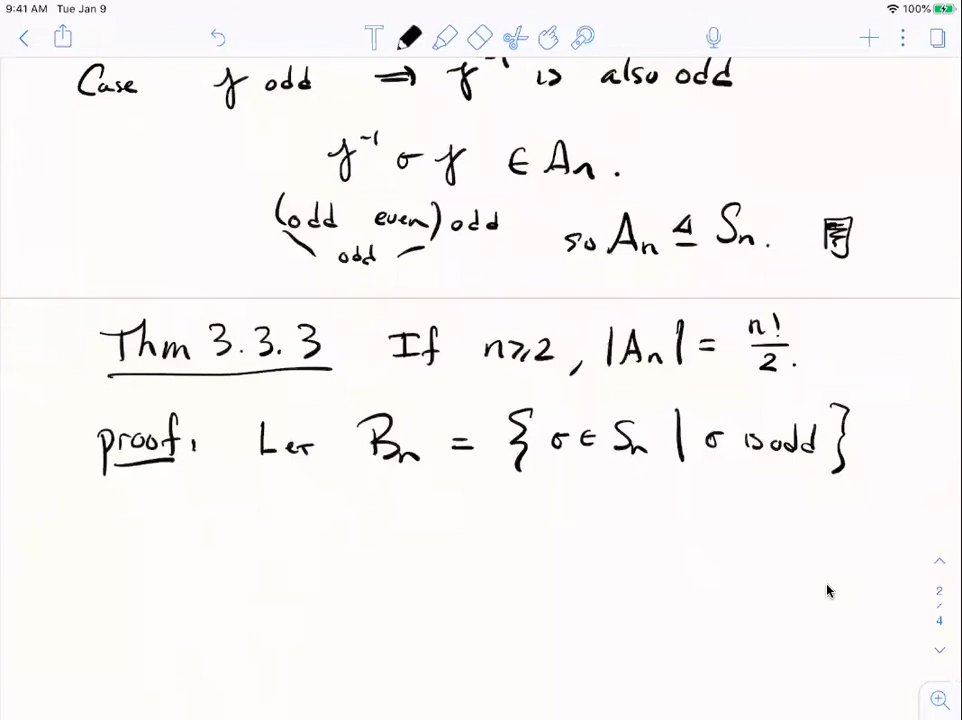 9:41 AM Tue Jan 9 100%
Case γ odd ⟹ γ⁻¹ is also odd
γ⁻¹ σ γ ∈ Aₙ.
(odd even) odd so Aₙ ⊴ Sₙ.
odd
Thm 3.3.3 If n≥2, |Aₙ| = n!/2.
proof. Let Bₙ = {σ ∈ Sₙ | σ is odd}
2
/
4